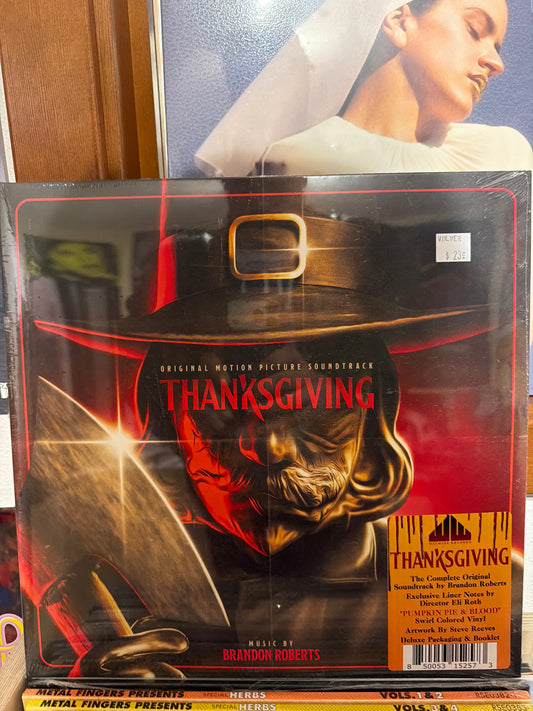 VOLVER
$ 23¢
ORIGINAL MOTION PICTURE SOUNDTRACK
THANKSGIVING
MUSIC BY
BRANDON ROBERTS
THANKSGIVING
The Complete Original
Soundtrack by Brandon Roberts
Exclusive Liner Notes by
Director Eli Roth
"PUMPKIN PIE & BLOOD"
Swirl Colored Vinyl
Artwork By Steve Reeves
Deluxe Packaging & Booklet
8 50053 15257 3
METAL FINGERS PRESENTS SPECIAL HERBS VOLS. 1 & 2
METAL FINGERS PRESENTS SPECIAL HERBS VOLS. 3 & 4